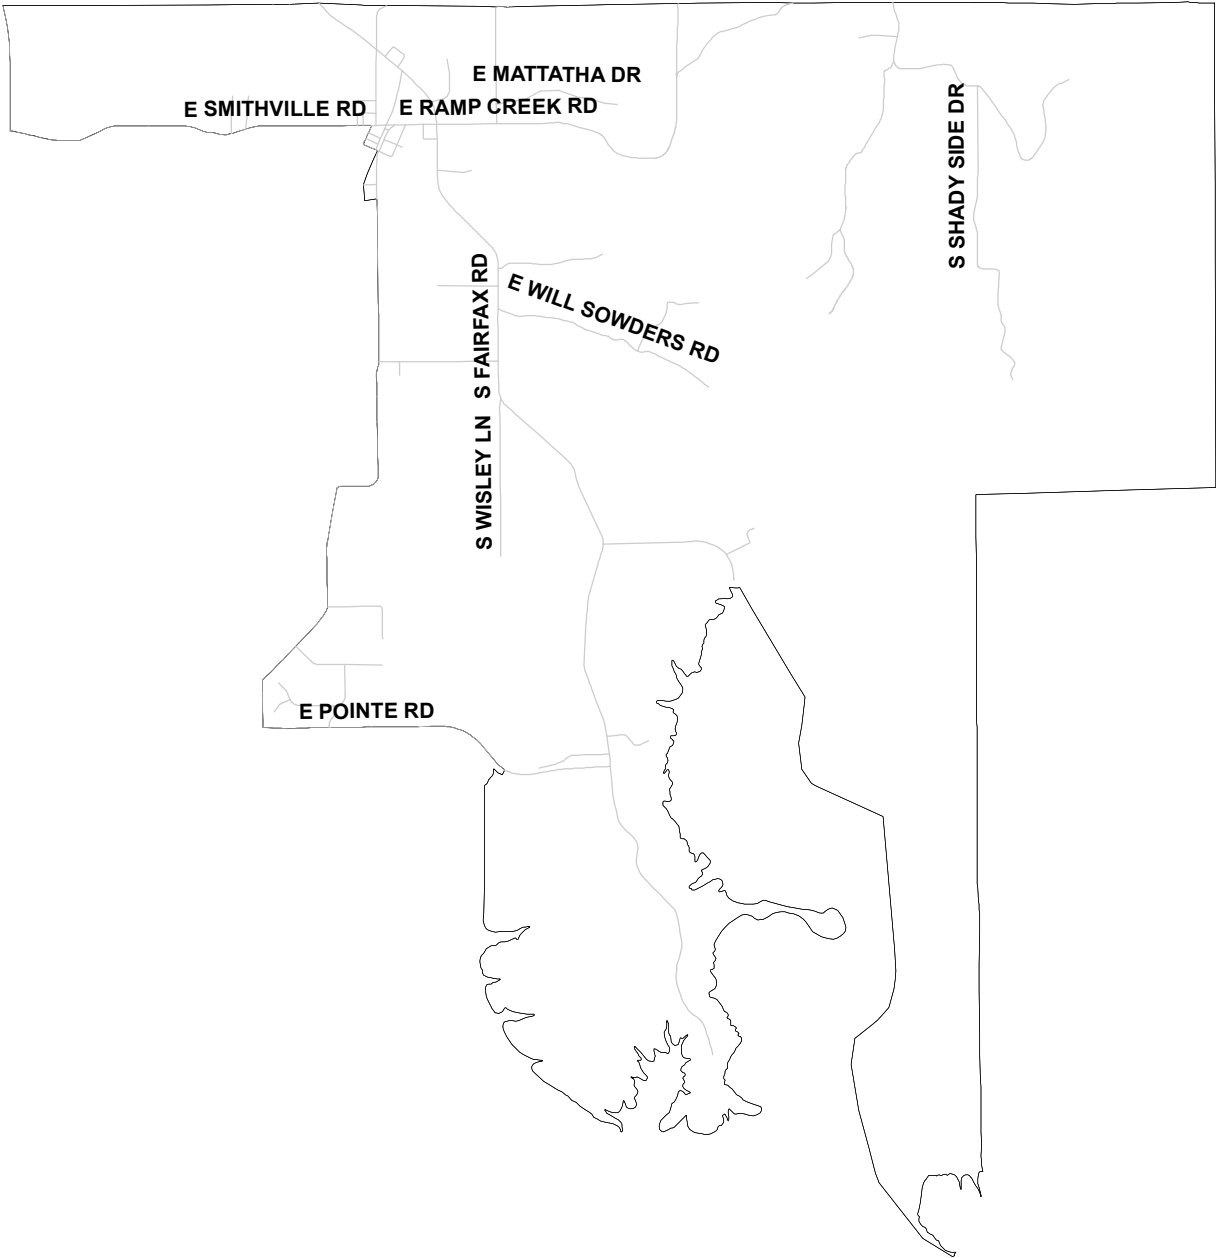 E MATTATHA DR
E SMITHVILLE RD
E RAMP CREEK RD
S SHADY SIDE DR
S FAIRFAX RD
E WILL SOWDERS RD
S WISLEY LN
E POINTE RD